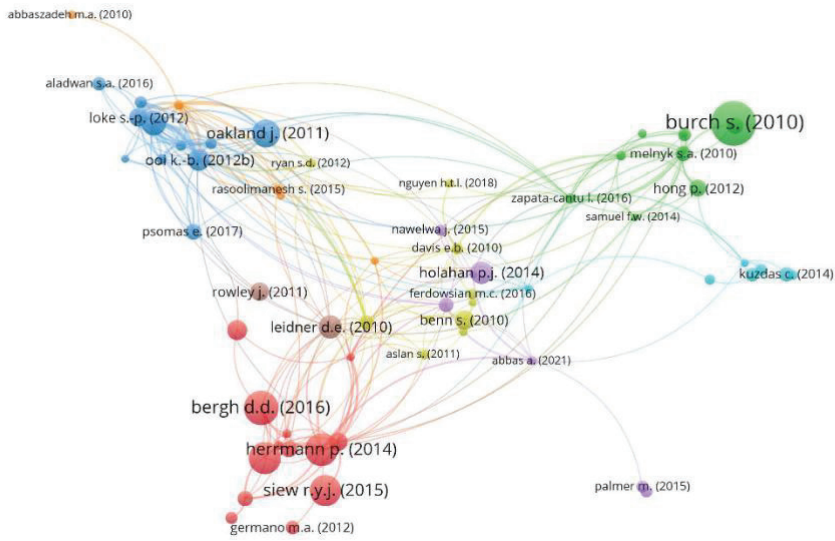 abbaszadeh m.a. (2010)
aladwan s.a. (2016)
loke s.-p. (2012)
burch s. (2010)
oakland j. (2011)
ooi k.-b. (2012b)
ryan s.d. (2012)
melnyk s.a. (2010)
nguyen h.t.l. (2018)
rasoolimanesh s. (2015)
hong p. (2012)
zapata-cantu l. (2016)
samuel f.w. (2014)
psomas e. (2017)
nawelwa j. (2015)
davis e.b. (2010)
holahan p.j. (2014)
kuzdas c. (2014)
rowley j. (2011)
ferdowsian m.c. (2016)
leidner d.e. (2010)
benn s. (2010)
aslan s. (2011)
abbas a. (2021)
bergh d.d. (2016)
herrmann p. (2014)
siew r.y.j. (2015)
palmer m. (2015)
germano m.a. (2012)